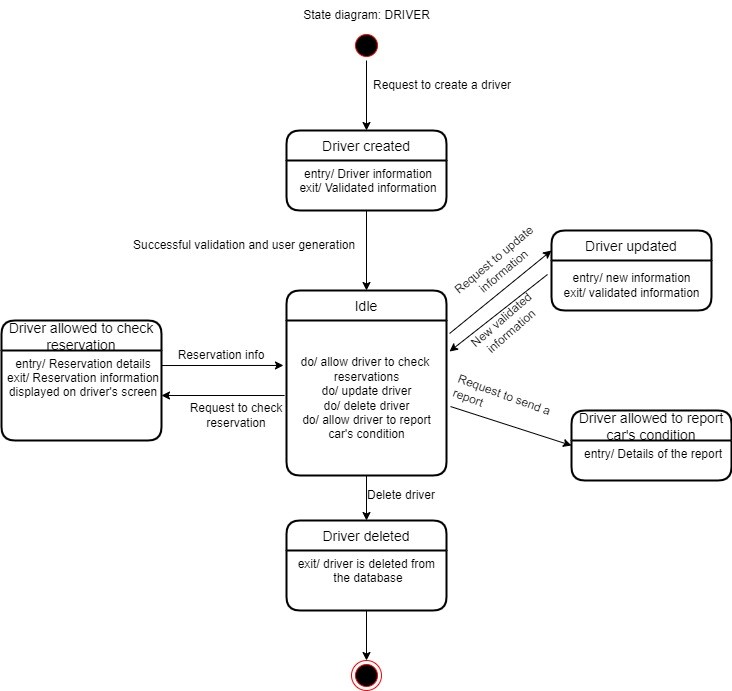 State diagram: DRIVER
Request to create a driver
Driver created
entry/ Driver information
exit/ Validated information
Successful validation and user generation
Request to update
information
Driver updated
entry/ new information
exit/ validated information
New validated
information
Idle
do/ allow driver to check
reservations
do/ update driver
do/ delete driver
do/ allow driver to report
car's condition
Driver allowed to check
reservation
entry/ Reservation details
exit/ Reservation information
displayed on driver's screen
Reservation info
Request to check
reservation
Request to send a
report
Driver allowed to report
car's condition
entry/ Details of the report
Delete driver
Driver deleted
exit/ driver is deleted from
the database